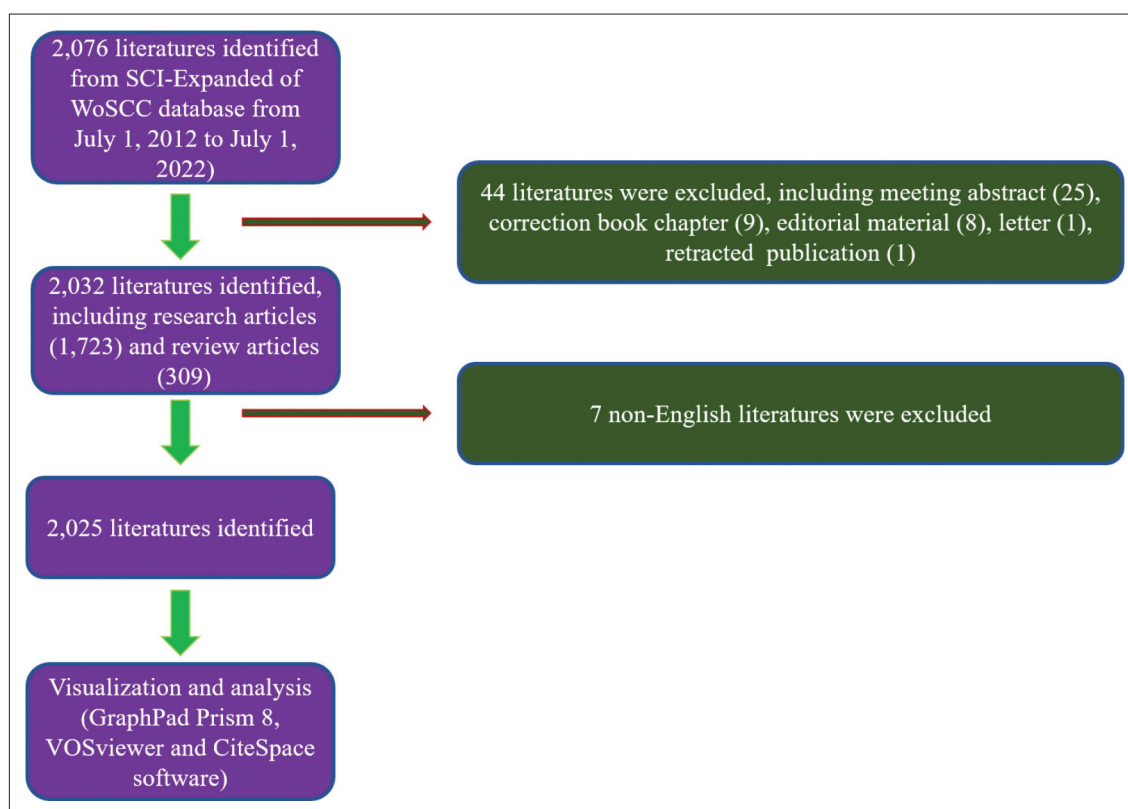 2,076 literatures identified
from SCI-Expanded of
WoSCC database from
July 1, 2012 to July 1,
2022)
44 literatures were excluded, including meeting abstract (25),
correction book chapter (9), editorial material (8), letter (1),
retracted publication (1)
2,032 literatures identified,
including research articles
(1,723) and review articles
(309)
7 non-English literatures were excluded
2,025 literatures identified
Visualization and analysis
(GraphPad Prism 8,
VOSviewer and CiteSpace
software)